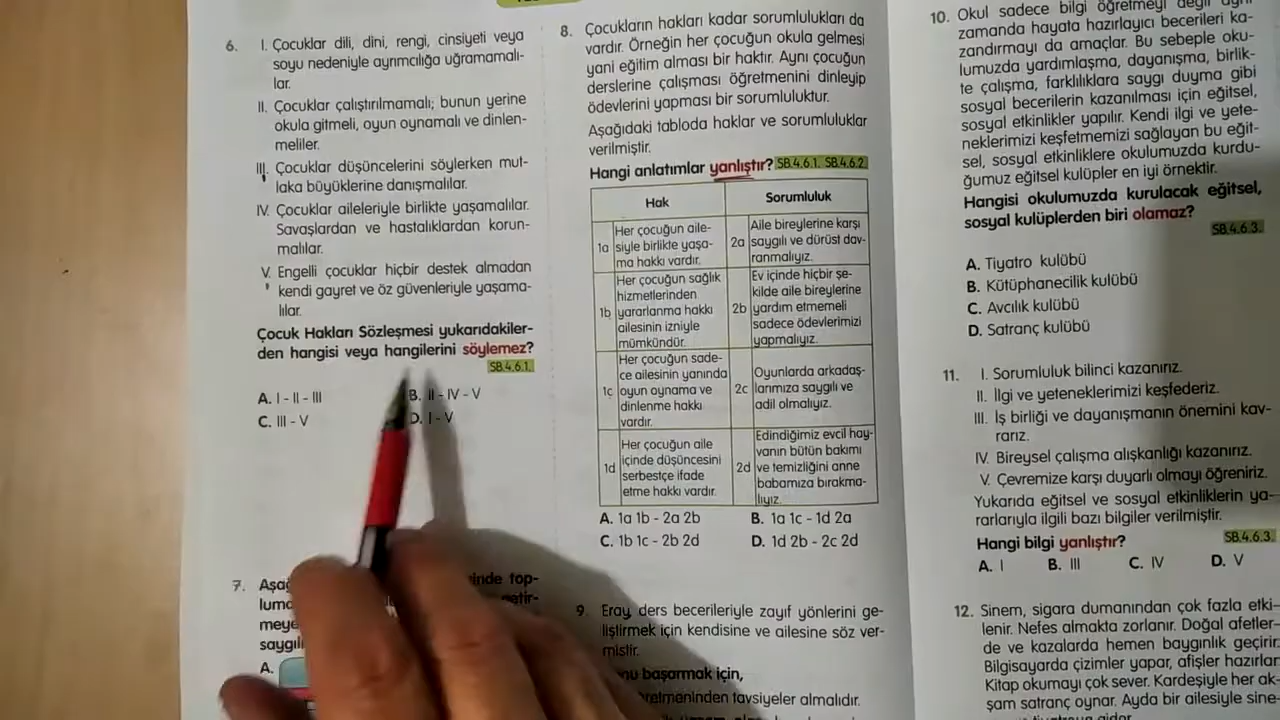 6. I. Çocuklar dili, dini, rengi, cinsiyeti veya
soyu nedeniyle ayrımcılığa uğramamalı-
lar.
II. Çocuklar çalıştırılmamalı; bunun yerine
okula gitmeli, oyun oynamalı ve dinlen-
meliler.
III. Çocuklar düşüncelerini söylerken mut-
laka büyüklerine danışmalılar.
IV. Çocuklar aileleriyle birlikte yaşamalılar.
Savaşlardan ve hastalıklardan korun-
malılar.
V. Engelli çocuklar hiçbir destek almadan
kendi gayret ve öz güvenleriyle yaşama-
lılar.
Çocuk Hakları Sözleşmesi yukarıdakiler-
den hangisi veya hangilerini söylemez?
SB.4.6.1.
A. I - II - III
B. II - IV - V
C. III - V
D. I - V
7.
inde top-
A.
8. Çocukların hakları kadar sorumlulukları da
vardır. Örneğin her çocuğun okula gelmesi
yani eğitim alması bir haktır. Aynı çocuğun
derslerine çalışması öğretmenini dinleyip
ödevlerini yapması bir sorumluluktur.
Aşağıdaki tabloda haklar ve sorumluluklar
verilmiştir.
Hangi anlatımlar yanlıştır? SB.4.6.1. SB.4.6.2.
Hak
Sorumluluk
1a Her çocuğun aile-
siyle birlikte yaşa-
ma hakkı vardır.
2a Aile bireylerine karşı
saygılı ve dürüst dav-
ranmalıyız.
1b Her çocuğun sağlık
hizmetlerinden
yararlanma hakkı
ailesinin izniyle
mümkündür.
2b Ev içinde hiçbir şe-
kilde aile bireylerine
yardım etmemeli
sadece ödevlerimizi
yapmalıyız.
1c Her çocuğun sade-
ce ailesinin yanında
oyun oynama ve
dinlenme hakkı
vardır.
2c Oyunlarda arkadaş-
larımıza saygılı ve
adil olmalıyız.
1d Her çocuğun aile
içinde düşüncesini
serbestçe ifade
etme hakkı vardır.
2d Edindiğimiz evcil hay-
vanın bütün bakımı
ve temizliğini anne
babamıza bırakma-
lıyız.
A. 1a 1b - 2a 2b
B. 1a 1c - 1d 2a
C. 1b 1c - 2b 2d
D. 1d 2b - 2c 2d
9. Eray, ders becerileriyle zayıf yönlerini ge-
liştirmek için kendisine ve ailesine söz ver-
miştir.
başarmak için,
tavsiyeler almalıdır.
10. Okul sadece bilgi öğretmeyi değil aynı
zamanda hayata hazırlayıcı becerileri ka-
zandırmayı da amaçlar. Bu sebeple oku-
lumuzda yardımlaşma, dayanışma, birlik-
te çalışma, farklılıklara saygı duyma gibi
sosyal becerilerin kazanılması için eğitsel,
sosyal etkinlikler yapılır. Kendi ilgi ve yete-
neklerimizi keşfetmemizi sağlayan bu eğit-
sel, sosyal etkinliklere okulumuzda kurdu-
ğumuz eğitsel kulüpler en iyi örnektir.
Hangisi okulumuzda kurulacak eğitsel,
sosyal kulüplerden biri olamaz?
SB.4.6.3.
A. Tiyatro kulübü
B. Kütüphanecilik kulübü
C. Avcılık kulübü
D. Satranç kulübü
11. I. Sorumluluk bilinci kazanırız.
II. İlgi ve yeteneklerimizi keşfederiz.
III. İş birliği ve dayanışmanın önemini kav-
rarız.
IV. Bireysel çalışma alışkanlığı kazanırız.
V. Çevremize karşı duyarlı olmayı öğreniriz.
Yukarıda eğitsel ve sosyal etkinliklerin ya-
rarlarıyla ilgili bazı bilgiler verilmiştir.
Hangi bilgi yanlıştır?
SB.4.6.3.
A. I
B. III
C. IV
D. V
12. Sinem, sigara dumanından çok fazla etki-
lenir. Nefes almakta zorlanır. Doğal afetler-
de ve kazalarda hemen baygınlık geçirir.
Bilgisayarda çizimler yapar, afişler hazırlar.
Kitap okumayı çok sever. Kardeşiyle her ak-
şam satranç oynar. Ayda bir ailesiyle sine-